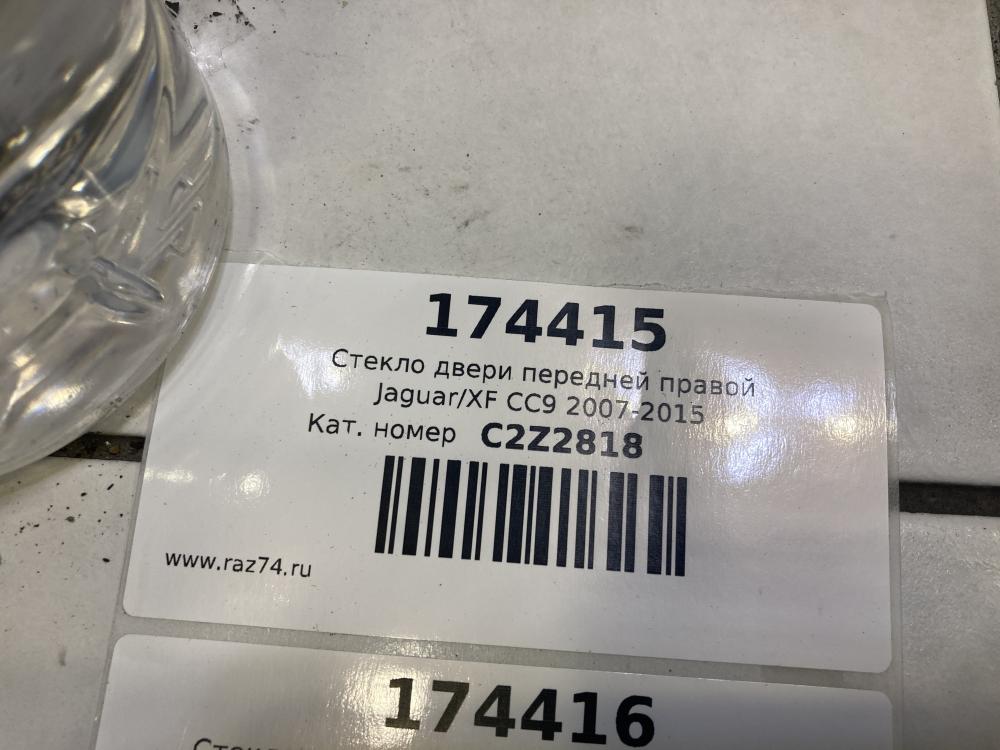 174415
Стекло двери передней правой
Jaguar/XF CC9 2007-2015
Кат. номер C2Z2818
www.raz74.ru
174416